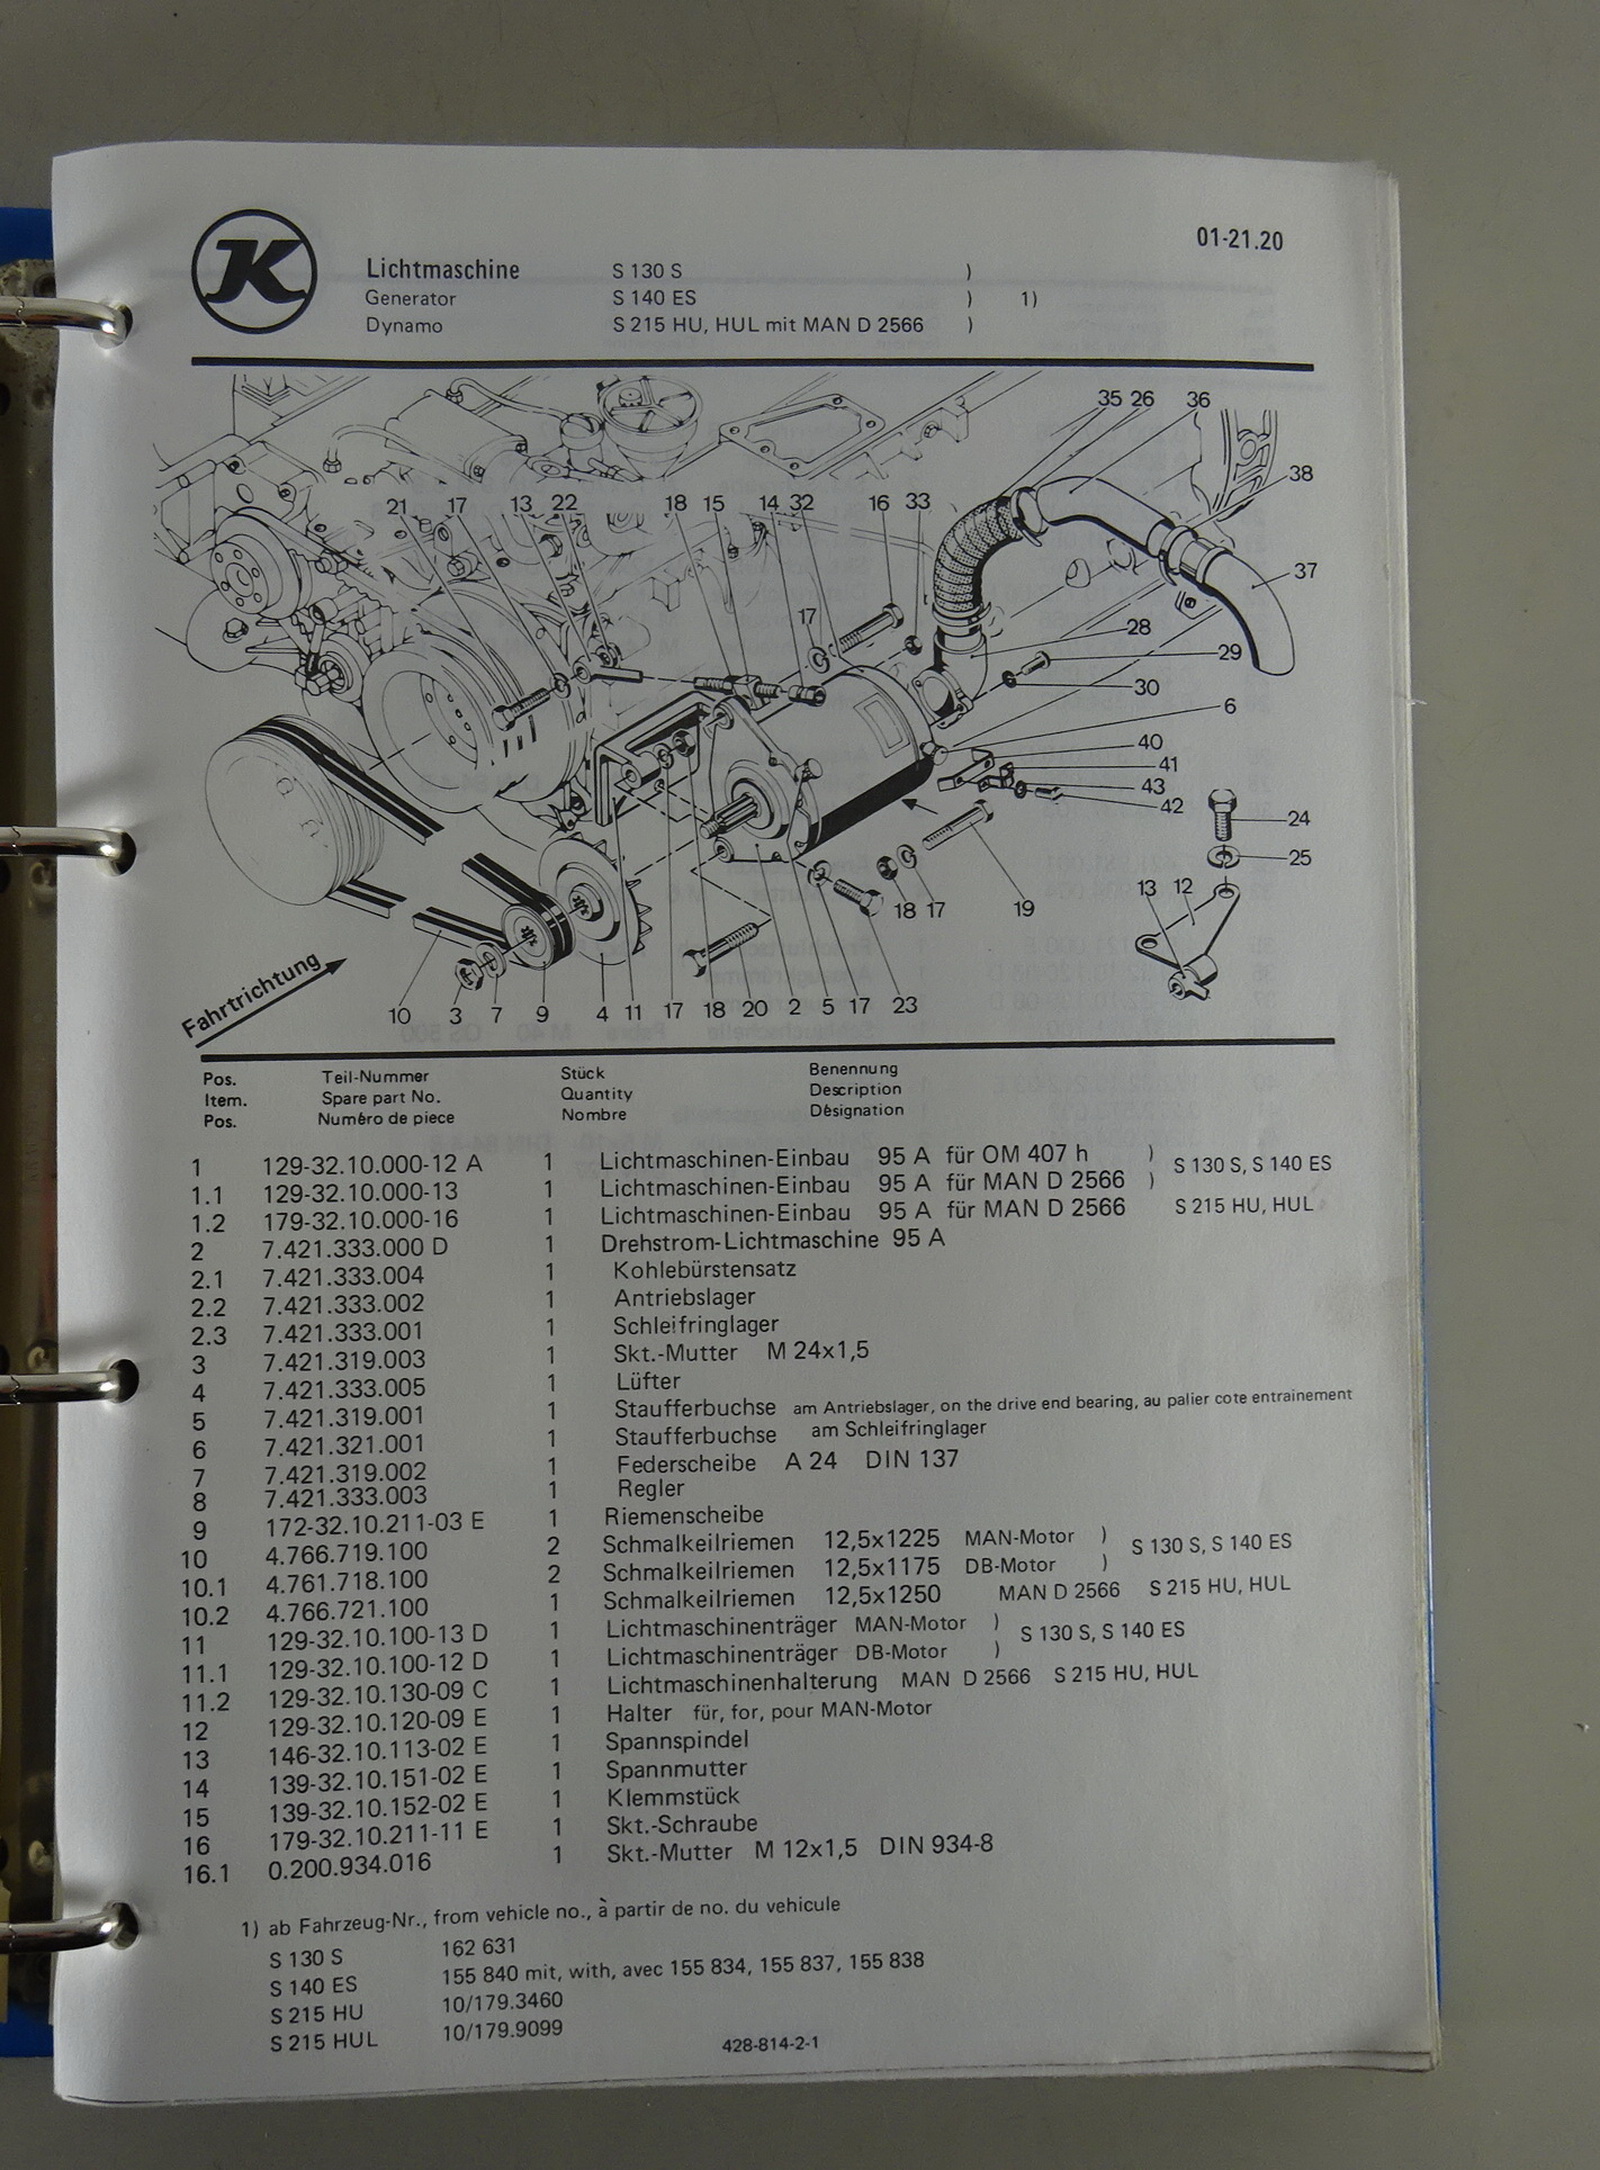 01-21.20
K
Lichtmaschine S 130 S )
Generator S 140 ES ) 1)
Dynamo S 215 HU, HUL mit MAN D 2566 )
35 26 36
38
21 17 13 22 18 15 14 32 16 33
37
17
28
29
30
6
40
41
43
42
24
25
13 12
18 17 19
Fahrtrichtung
10 3 7 9 4 11 17 18 20 2 5 17 23
Pos. Teil-Nummer Stück Benennung
Item. Spare part No. Quantity Description
Pos. Numéro de piece Nombre Désignation
1 129-32.10.000-12 A 1 Lichtmaschinen-Einbau 95 A für OM 407 h ) S 130 S, S 140 ES
1.1 129-32.10.000-13 1 Lichtmaschinen-Einbau 95 A für MAN D 2566 )
1.2 179-32.10.000-16 1 Lichtmaschinen-Einbau 95 A für MAN D 2566 S 215 HU, HUL
2 7.421.333.000 D 1 Drehstrom-Lichtmaschine 95 A
2.1 7.421.333.004 1 Kohlebürstensatz
2.2 7.421.333.002 1 Antriebslager
2.3 7.421.333.001 1 Schleifringlager
3 7.421.319.003 1 Skt.-Mutter M 24x1,5
4 7.421.333.005 1 Lüfter
5 7.421.319.001 1 Staufferbuchse am Antriebslager, on the drive end bearing, au palier cote entrainement
6 7.421.321.001 1 Staufferbuchse am Schleifringlager
7 7.421.319.002 1 Federscheibe A 24 DIN 137
8 7.421.333.003 1 Regler
9 172-32.10.211-03 E 1 Riemenscheibe
10 4.766.719.100 2 Schmalkeilriemen 12,5x1225 MAN-Motor ) S 130 S, S 140 ES
10.1 4.761.718.100 2 Schmalkeilriemen 12,5x1175 DB-Motor )
10.2 4.766.721.100 1 Schmalkeilriemen 12,5x1250 MAN D 2566 S 215 HU, HUL
11 129-32.10.100-13 D 1 Lichtmaschinenträger MAN-Motor ) S 130 S, S 140 ES
11.1 129-32.10.100-12 D 1 Lichtmaschinenträger DB-Motor )
11.2 129-32.10.130-09 C 1 Lichtmaschinenhalterung MAN D 2566 S 215 HU, HUL
12 129-32.10.120-09 E 1 Halter für, for, pour MAN-Motor
13 146-32.10.113-02 E 1 Spannspindel
14 139-32.10.151-02 E 1 Spannmutter
15 139-32.10.152-02 E 1 Klemmstück
16 179-32.10.211-11 E 1 Skt.-Schraube
16.1 0.200.934.016 1 Skt.-Mutter M 12x1,5 DIN 934-8
1) ab Fahrzeug-Nr., from vehicle no., à partir de no. du vehicule
S 130 S 162 631
S 140 ES 155 840 mit, with, avec 155 834, 155 837, 155 838
S 215 HU 10/179.3460
S 215 HUL 10/179.9099
428-814-2-1